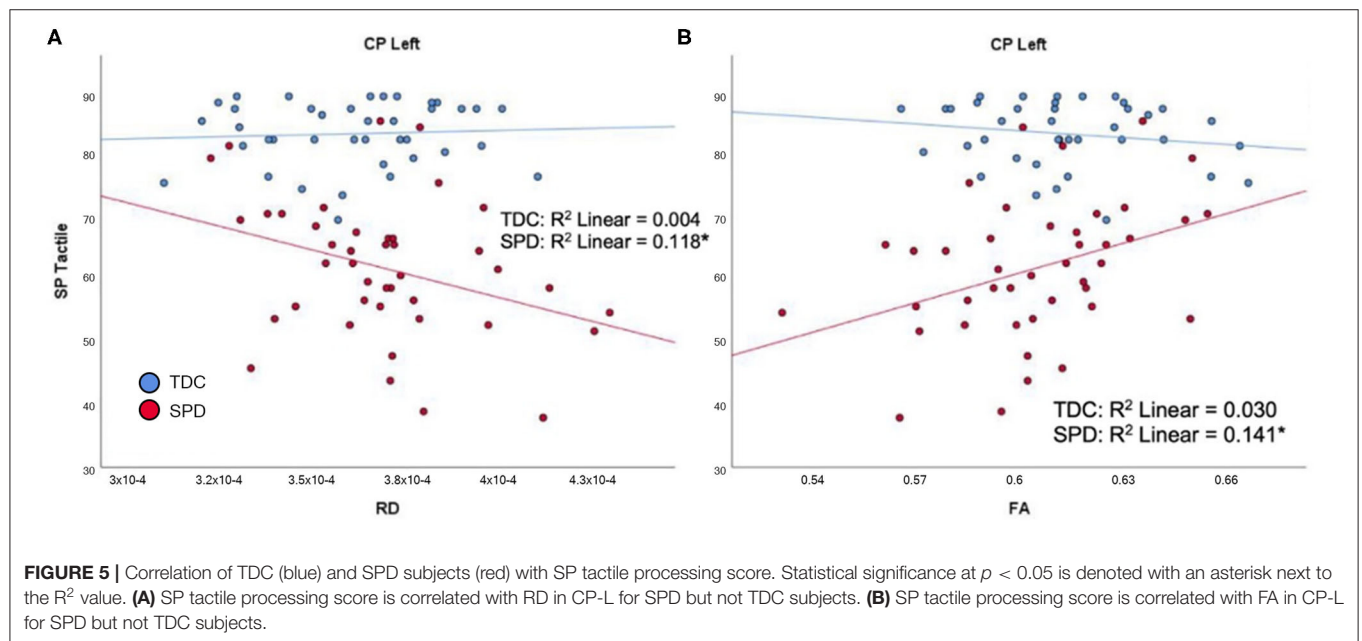 A
CP Left
90
80
70
60
50
40
30
SP Tactile
TDC: R² Linear = 0.004
SPD: R² Linear = 0.118*
TDC
SPD
3x10-4
3.2x10-4
3.5x10-4
3.8x10-4
4x10-4
4.3x10-4
RD
B
CP Left
90
80
70
60
50
40
30
TDC: R² Linear = 0.030
SPD: R² Linear = 0.141*
0.54
0.57
0.6
0.63
0.66
FA
FIGURE 5 | Correlation of TDC (blue) and SPD subjects (red) with SP tactile processing score. Statistical significance at p < 0.05 is denoted with an asterisk next to
the R² value. (A) SP tactile processing score is correlated with RD in CP-L for SPD but not TDC subjects. (B) SP tactile processing score is correlated with FA in CP-L
for SPD but not TDC subjects.